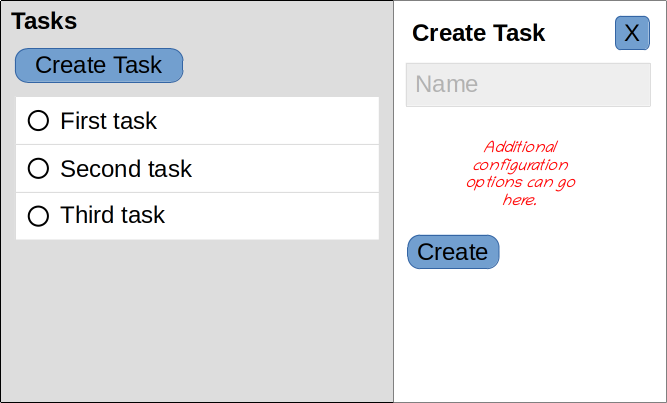 Tasks
Create Task
First task
Second task
Third task
Create Task
X
Name
Additional
configuration
options can go
here.
Create